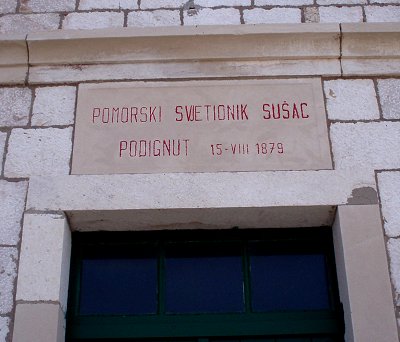 POMORSKI SVJETIONIK SUŠAC
PODIGNUT 15-VIII 1879